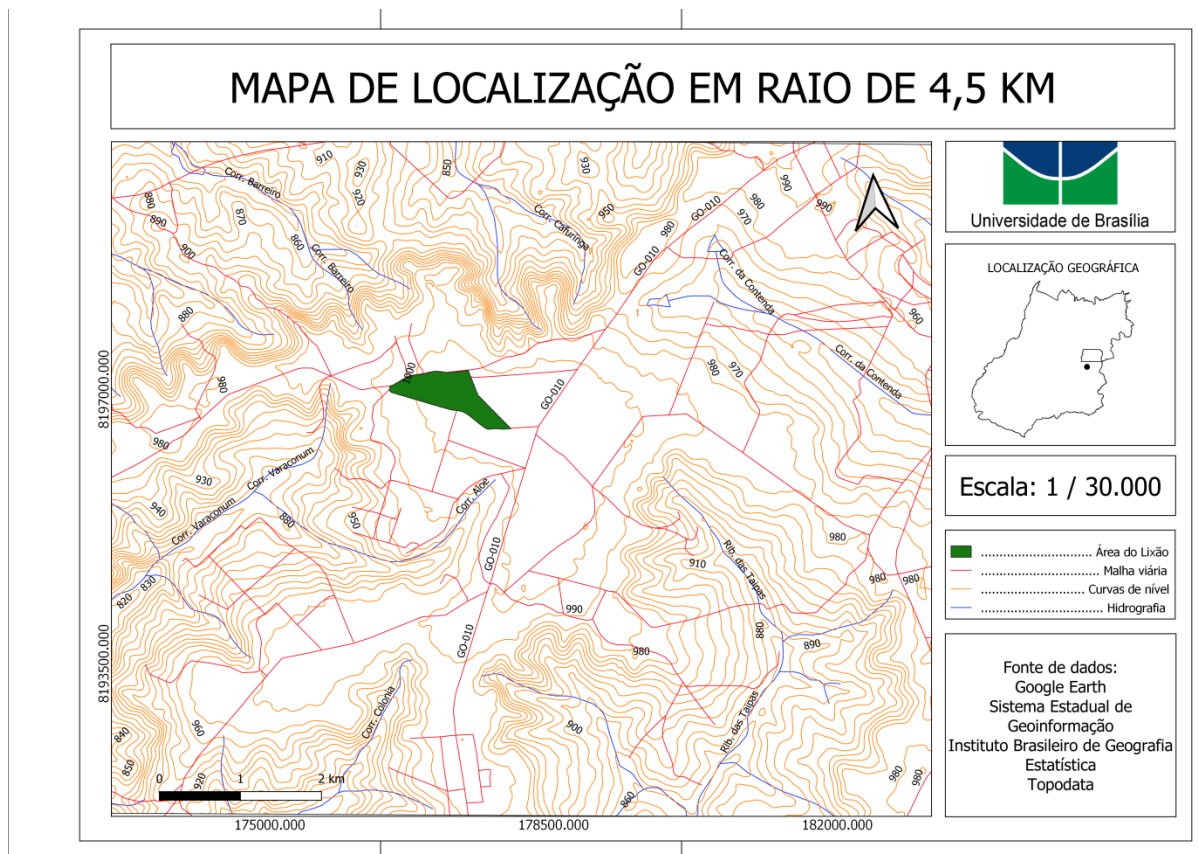 MAPA DE LOCALIZAÇÃO EM RAIO DE 4,5 KM
Universidade de Brasília
LOCALIZAÇÃO GEOGRÁFICA
Escala: 1 / 30.000
.......................... Área do Lixão
............................ Malha viária
......................... Curvas de nível
.............................. Hidrografia
Fonte de dados:
Google Earth
Sistema Estadual de
Geoinformação
Instituto Brasileiro de Geografia
Estatística
Topodata
910
930
920
850
930
950
990
980
970
990
GO-010
980
GO-010
Corr. Barreiro
880
890
870
860
900
Corr. Barreiro
Corr. Cafuringa
Corr. da Contenda
880
960
Corr. da Contenda
980
970
1000
980
GO-010
8197000.000
980
930
Corr. Varaconum
940
Corr. Varaconum
880
950
Corr. Aloe
GO-010
980
910
Rib. das Taipas
980
980
830
820
990
880
890
GO-010
980
8193500.000
Corr. Colonia
900
Rib. das Taipas
960
840
850
920
860
980
980
0
1
2 km
175000.000
178500.000
182000.000